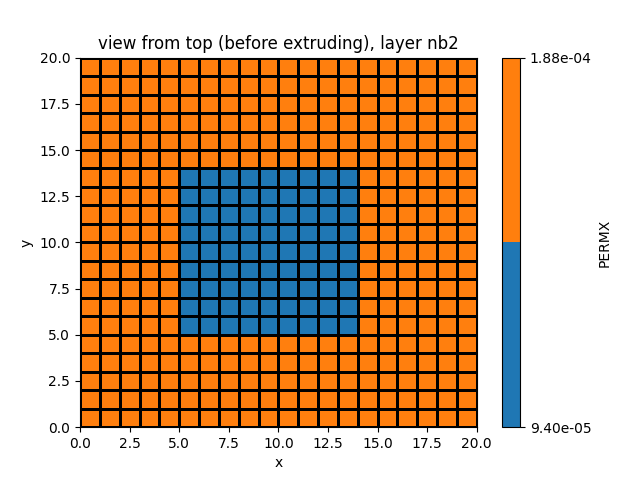 view from top (before extruding), layer nb2
20.0
17.5
15.0
12.5
10.0
7.5
5.0
2.5
0.0
y
0.0 2.5 5.0 7.5 10.0 12.5 15.0 17.5 20.0
x
1.88e-04
9.40e-05
PERMX